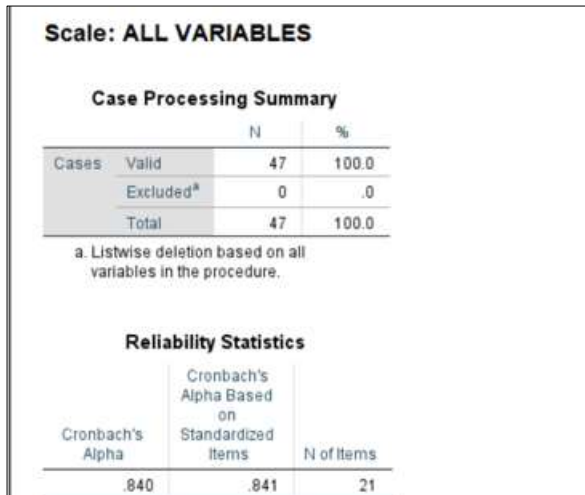 Scale: ALL VARIABLES
Case Processing Summary
N %
Cases Valid 47 100.0
Excludedᵃ 0 .0
Total 47 100.0
a. Listwise deletion based on all
variables in the procedure.
Reliability Statistics
Cronbach's
Alpha Based
on
Cronbach's Standardized
Alpha Items N of Items
.840 .841 21